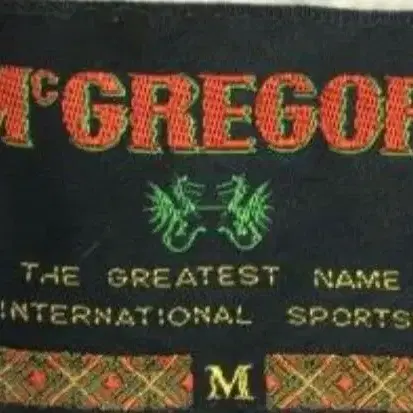 McGREGOR
THE GREATEST NAME
INTERNATIONAL SPORTS
M